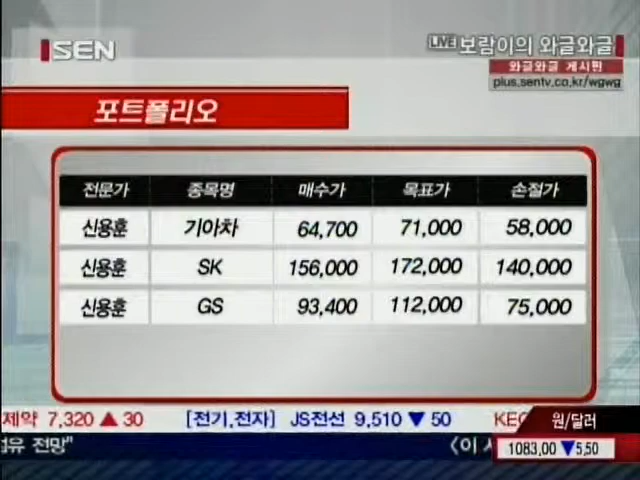 SEN
LIVE 보람이의 와글와글
와글와글 게시판
plus.sentv.co.kr/wgwg
포트폴리오
전문가 종목명 매수가 목표가 손절가
신용훈 기아차 64,700 71,000 58,000
신용훈 SK 156,000 172,000 140,000
신용훈 GS 93,400 112,000 75,000
제약 7,320 ▲ 30 [전기,전자] JS전선 9,510 ▼ 50
원/달러
전망"
1083.00 ▼5.50